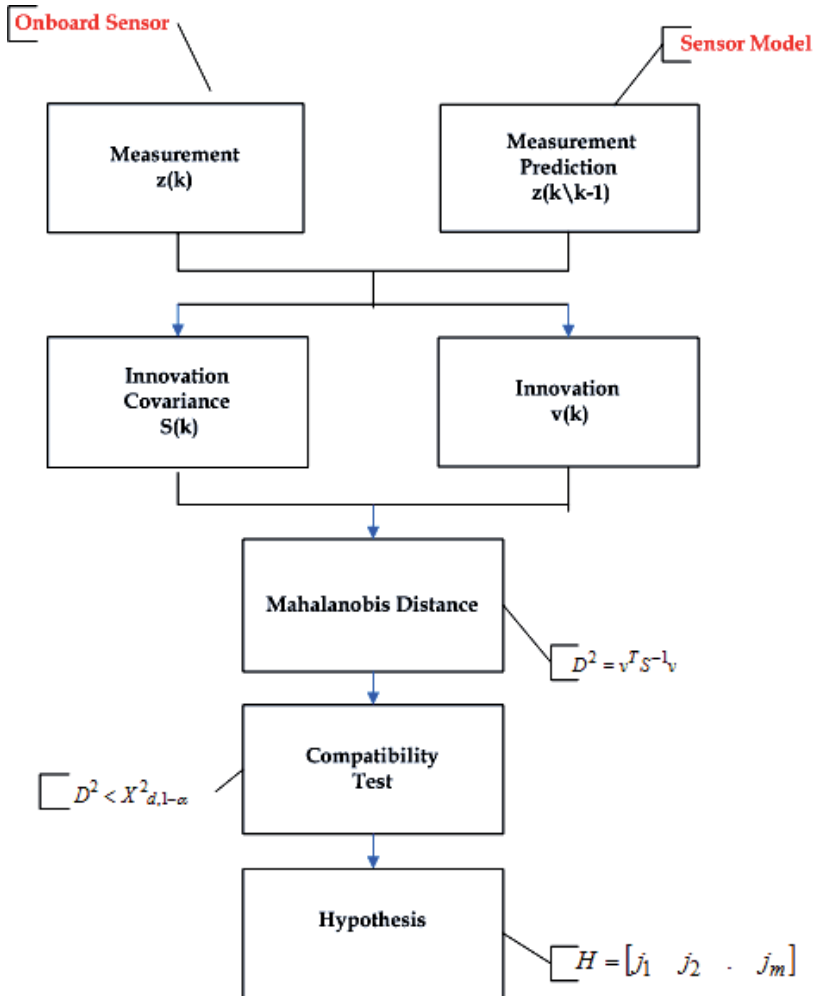 Onboard Sensor
Sensor Model
Measurement
z(k)
Measurement
Prediction
z(k\k-1)
Innovation
Covariance
S(k)
Innovation
v(k)
Mahalanobis Distance
D² = vᵀS⁻¹v
Compatibility
Test
D² < X²d,1−α
Hypothesis
H = [j₁ j₂ . jₘ]